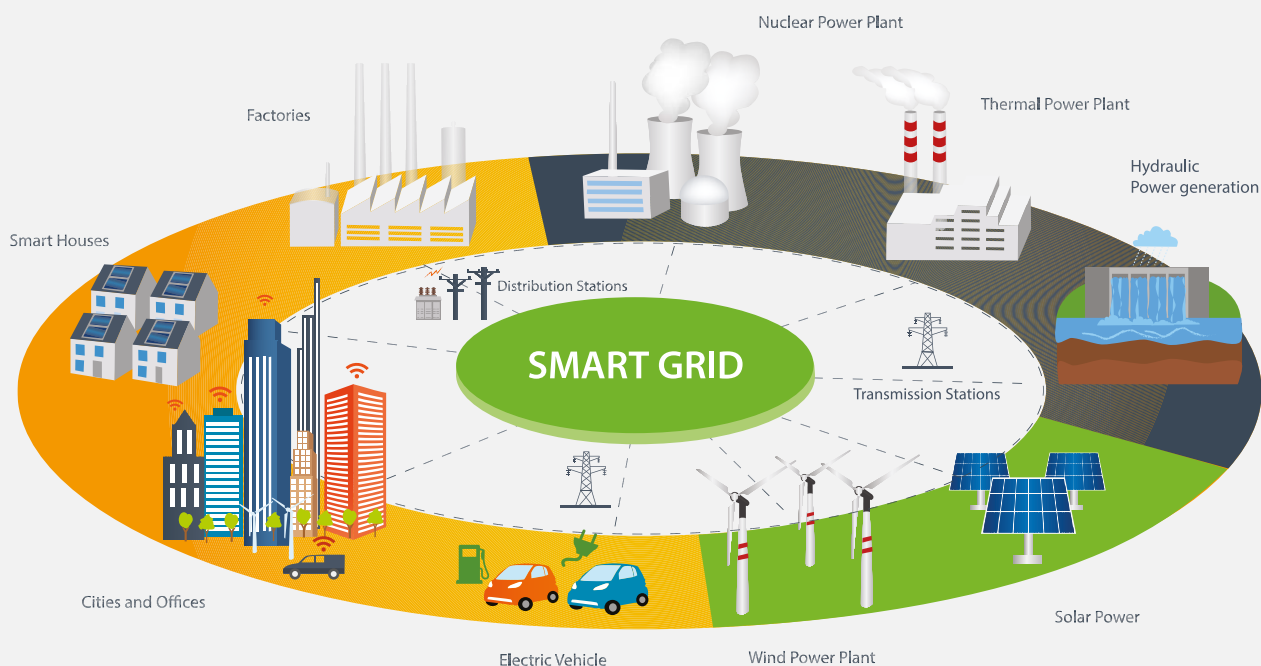 Nuclear Power Plant
Factories
Thermal Power Plant
Hydraulic
Power generation
Smart Houses
Distribution Stations
SMART GRID
Transmission Stations
Cities and Offices
Solar Power
Electric Vehicle
Wind Power Plant